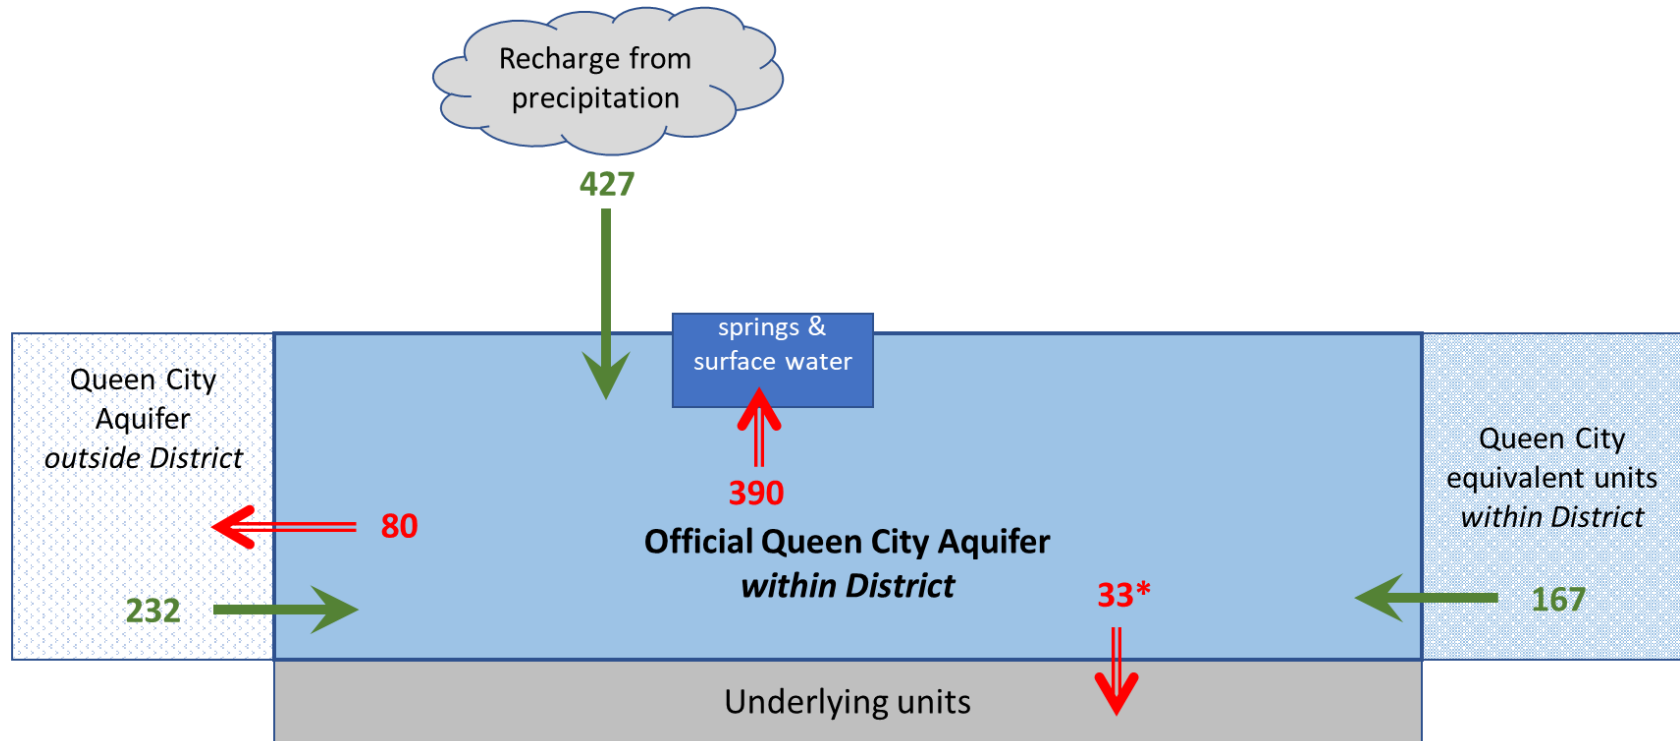 Recharge from
precipitation
427
springs &
surface water
Queen City
Aquifer
outside District
390
80
Official Queen City Aquifer
within District
Queen City
equivalent units
within District
232
33*
167
Underlying units